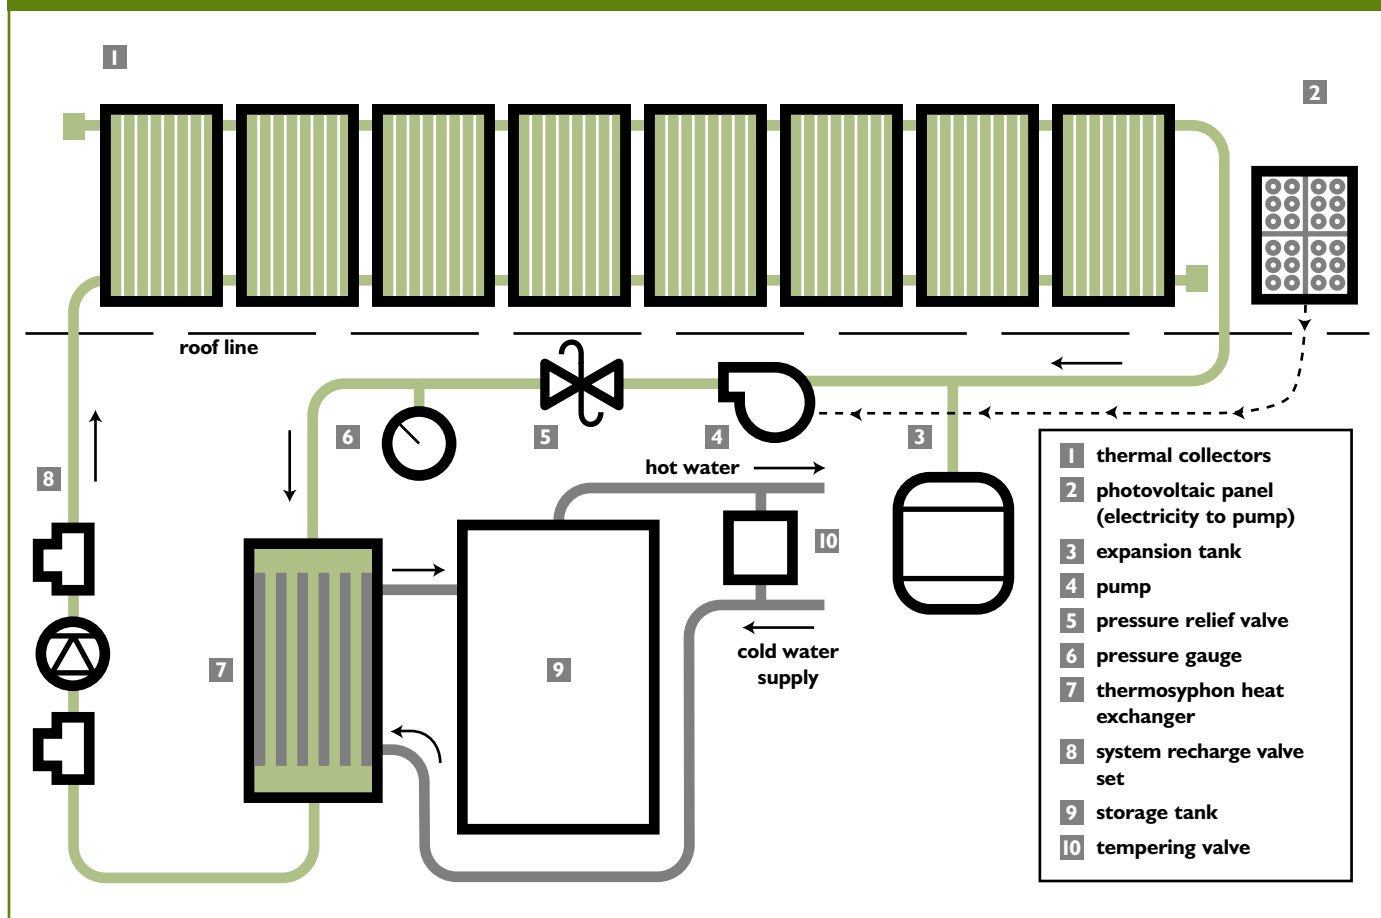 1
2
roof line
6
5
4
3
8
hot water
10
7
9
cold water
supply
1 thermal collectors
2 photovoltaic panel
(electricity to pump)
3 expansion tank
4 pump
5 pressure relief valve
6 pressure gauge
7 thermosyphon heat
exchanger
8 system recharge valve
set
9 storage tank
10 tempering valve